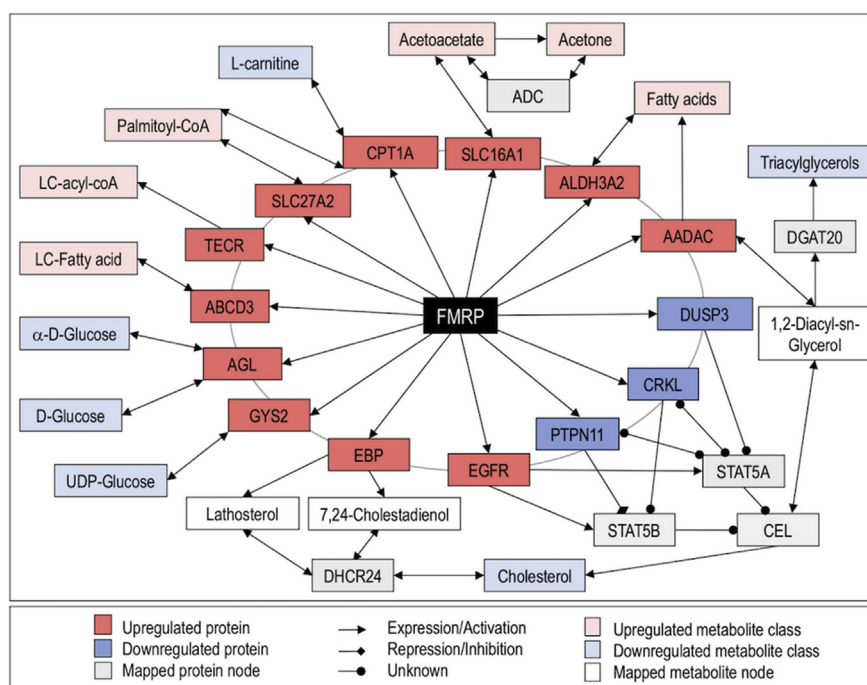 Acetoacetate
Acetone
L-carnitine
ADC
Fatty acids
Palmitoyl-CoA
CPT1A
SLC16A1
Triacylglycerols
ALDH3A2
LC-acyl-coA
SLC27A2
TECR
AADAC
DGAT20
LC-Fatty acid
ABCD3
FMRP
DUSP3
1,2-Diacyl-sn-
Glycerol
α-D-Glucose
AGL
CRKL
D-Glucose
GYS2
PTPN11
EBP
EGFR
STAT5A
UDP-Glucose
Lathosterol
7,24-Cholestadienol
STAT5B
CEL
DHCR24
Cholesterol
Upregulated protein
Expression/Activation
Upregulated metabolite class
Downregulated protein
Repression/Inhibition
Downregulated metabolite class
Mapped protein node
Unknown
Mapped metabolite node